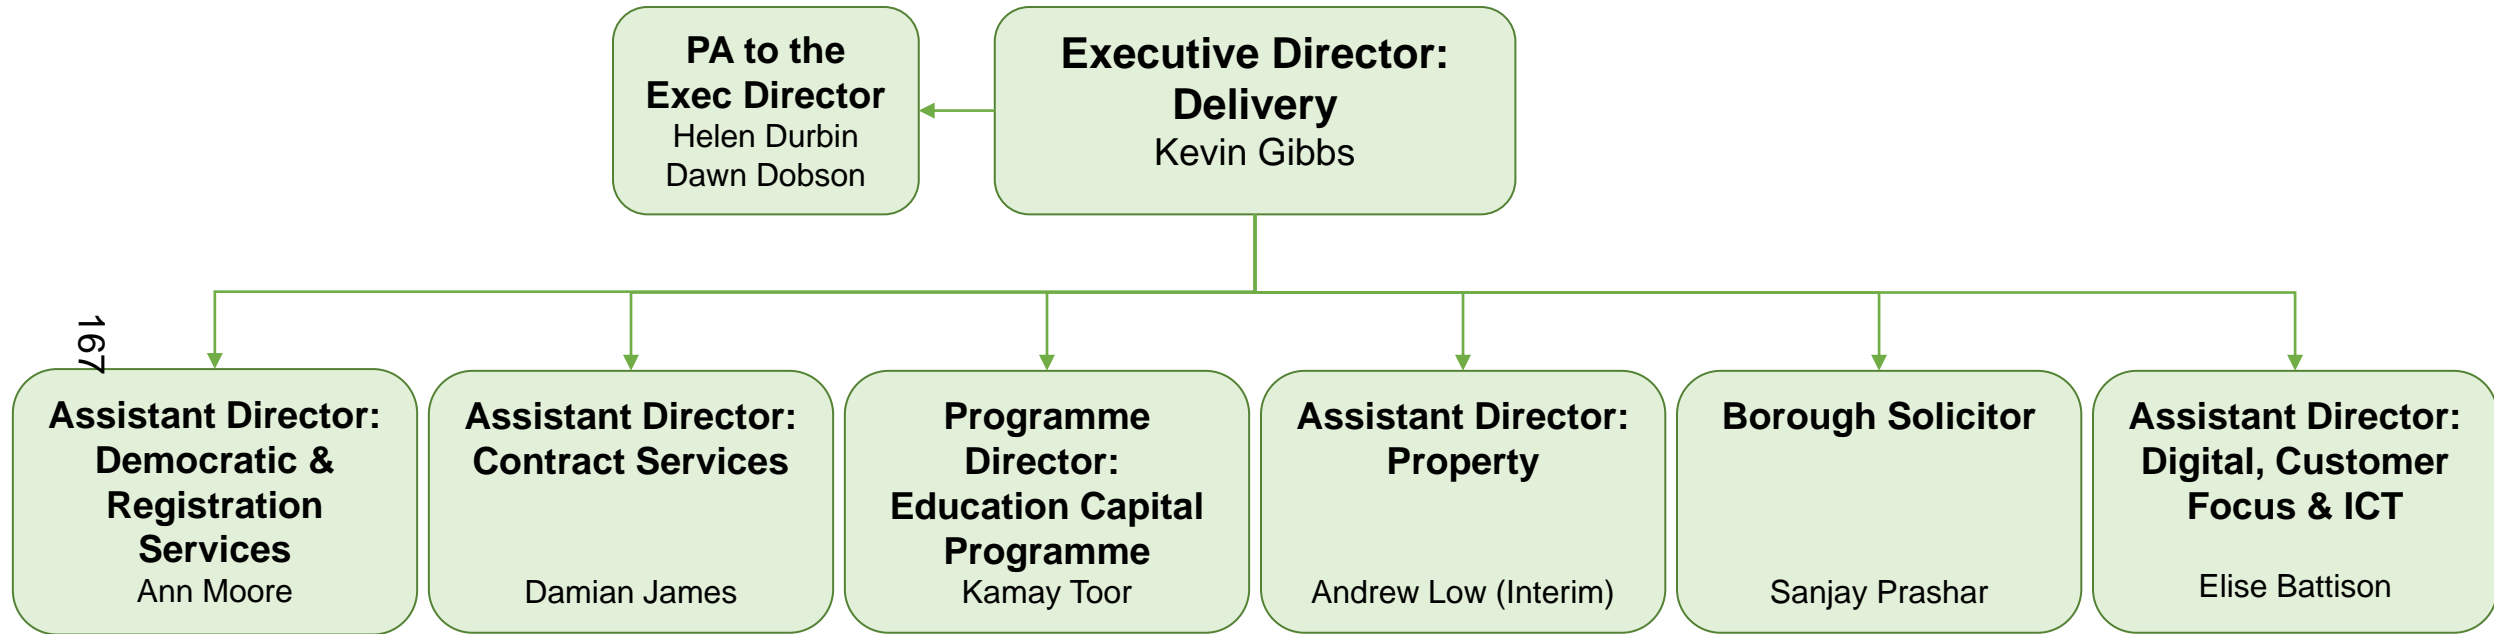 PA to the
Exec Director
Helen Durbin
Dawn Dobson
Executive Director:
Delivery
Kevin Gibbs
167
Assistant Director:
Democratic &
Registration
Services
Ann Moore
Assistant Director:
Contract Services
Damian James
Programme
Director:
Education Capital
Programme
Kamay Toor
Assistant Director:
Property
Andrew Low (Interim)
Borough Solicitor
Sanjay Prashar
Assistant Director:
Digital, Customer
Focus & ICT
Elise Battison